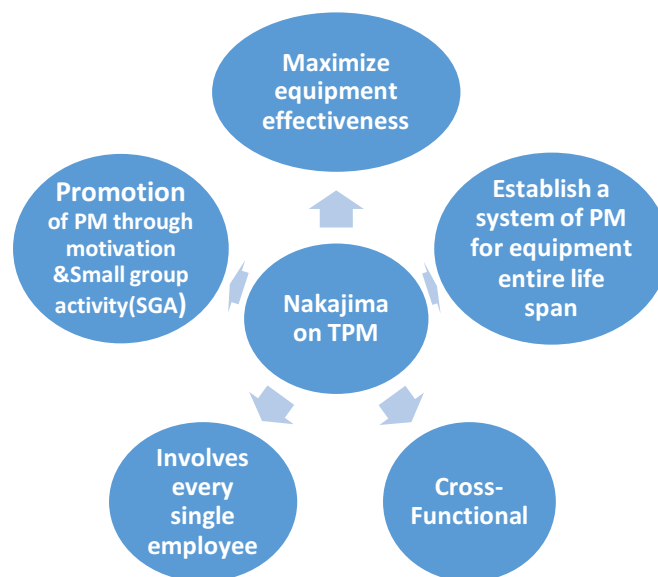 Maximize
equipment
effectiveness
Promotion
of PM through
motivation
&Small group
activity(SGA)
Establish a
system of PM
for equipment
entire life
span
Nakajima
on TPM
Involves
every
single
employee
Cross-
Functional